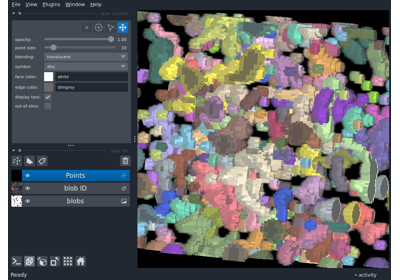 File View Plugins Window Help
opacity: 1.00
point size: 10
blending: translucent
symbol: disc
face color: white
edge color: dimgrey
display text:
out of slice:
Points
blob ID
blobs
Ready
activity